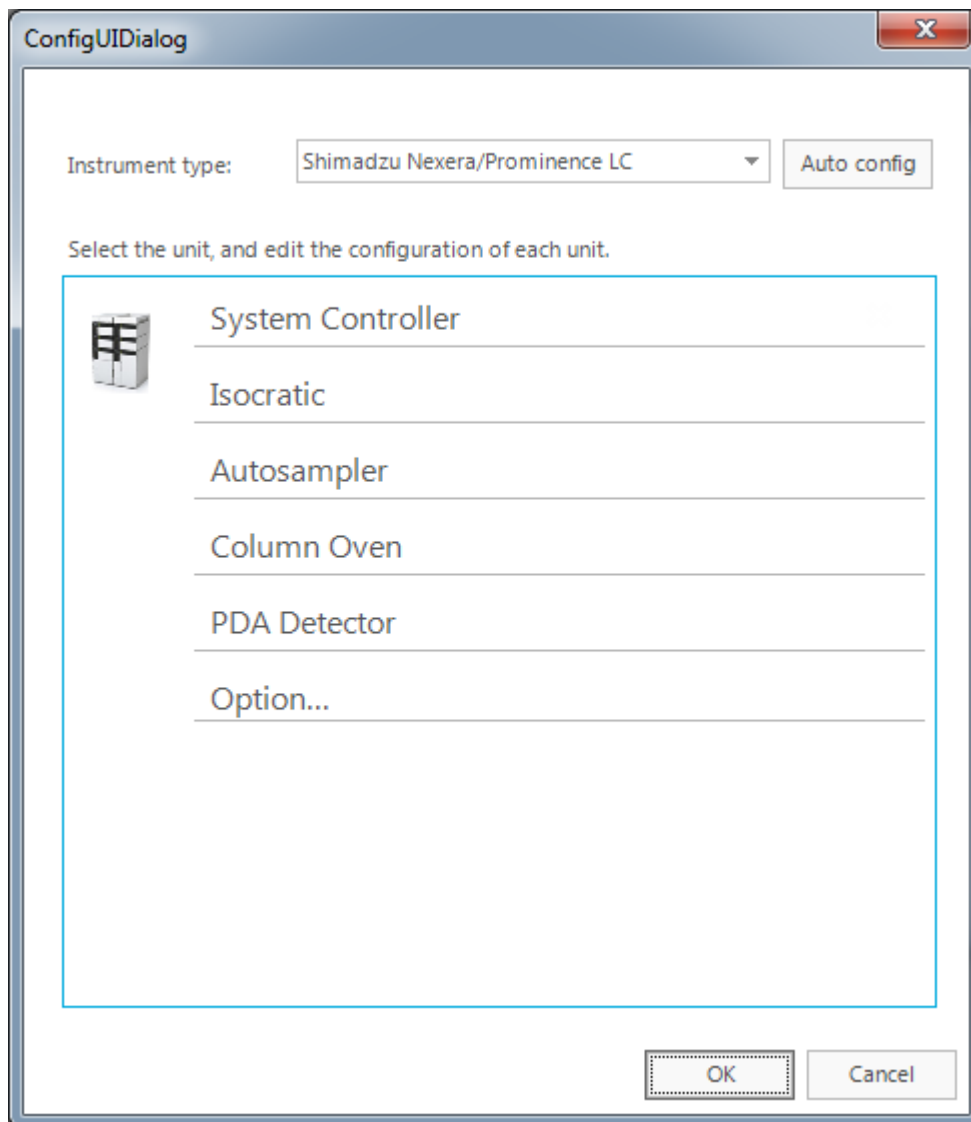 ConfigUIDialog
Instrument type: Shimadzu Nexera/Prominence LC Auto config
Select the unit, and edit the configuration of each unit.
System Controller
Isocratic
Autosampler
Column Oven
PDA Detector
Option...
OK Cancel